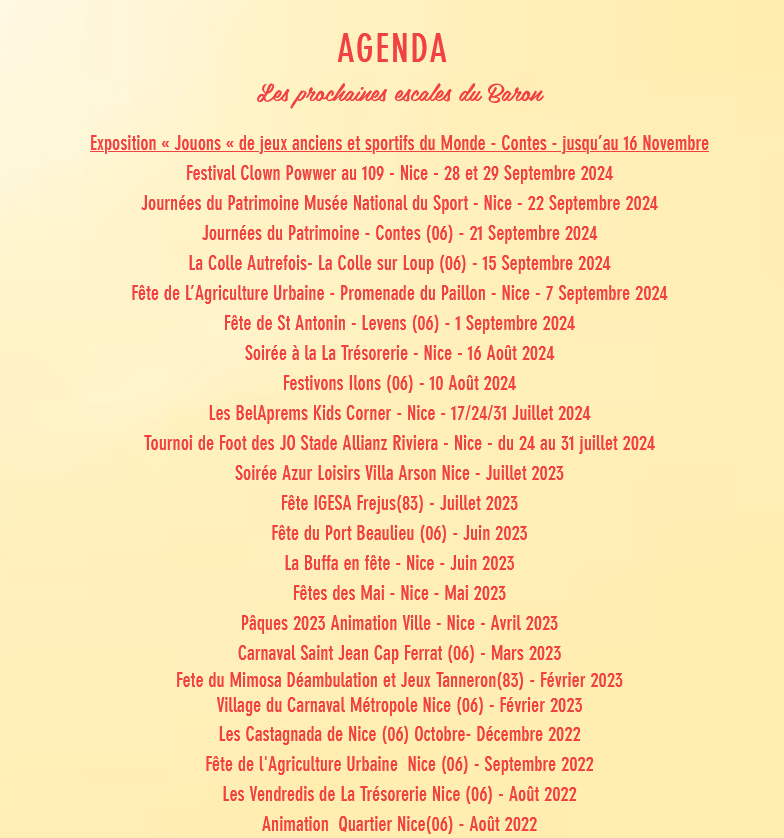 AGENDA
Les prochaines escales du Baron
Exposition « Jouons « de jeux anciens et sportifs du Monde - Contes - jusqu’au 16 Novembre
Festival Clown Powwer au 109 - Nice - 28 et 29 Septembre 2024
Journées du Patrimoine Musée National du Sport - Nice - 22 Septembre 2024
Journées du Patrimoine - Contes (06) - 21 Septembre 2024
La Colle Autrefois- La Colle sur Loup (06) - 15 Septembre 2024
Fête de L’Agriculture Urbaine - Promenade du Paillon - Nice - 7 Septembre 2024
Fête de St Antonin - Levens (06) - 1 Septembre 2024
Soirée à la La Trésorerie - Nice - 16 Août 2024
Festivons Ilons (06) - 10 Août 2024
Les BelAprems Kids Corner - Nice - 17/24/31 Juillet 2024
Tournoi de Foot des JO Stade Allianz Riviera - Nice - du 24 au 31 juillet 2024
Soirée Azur Loisirs Villa Arson Nice - Juillet 2023
Fête IGESA Frejus(83) - Juillet 2023
Fête du Port Beaulieu (06) - Juin 2023
La Buffa en fête - Nice - Juin 2023
Fêtes des Mai - Nice - Mai 2023
Pâques 2023 Animation Ville - Nice - Avril 2023
Carnaval Saint Jean Cap Ferrat (06) - Mars 2023
Fete du Mimosa Déambulation et Jeux Tanneron(83) - Février 2023
Village du Carnaval Métropole Nice (06) - Février 2023
Les Castagnada de Nice (06) Octobre- Décembre 2022
Fête de l'Agriculture Urbaine  Nice (06) - Septembre 2022
Les Vendredis de La Trésorerie Nice (06) - Août 2022
Animation  Quartier Nice(06) - Août 2022